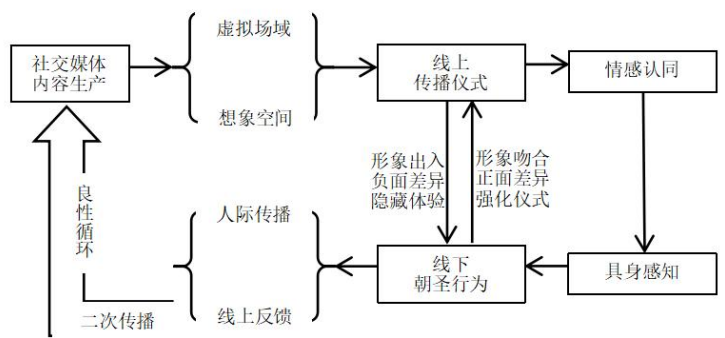 社交媒体
内容生产
虚拟场域
想象空间
线上
传播仪式
情感认同
形象出入
负面差异
隐藏体验
形象吻合
正面差异
强化仪式
良性循环
人际传播
线上反馈
线下
朝圣行为
具身感知
二次传播